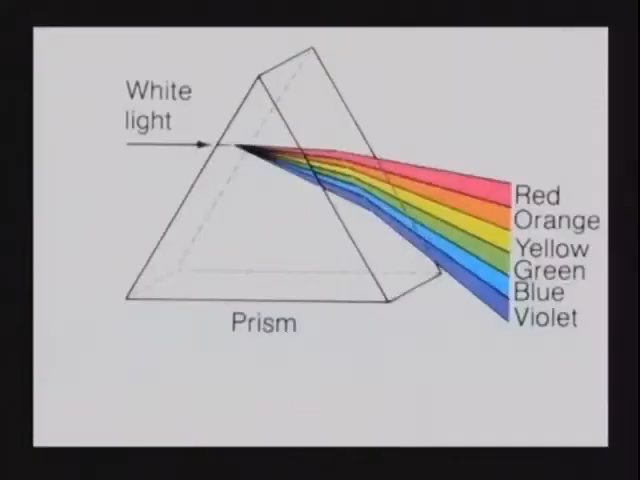 White
light
Red
Orange
Yellow
Green
Blue
Violet
Prism